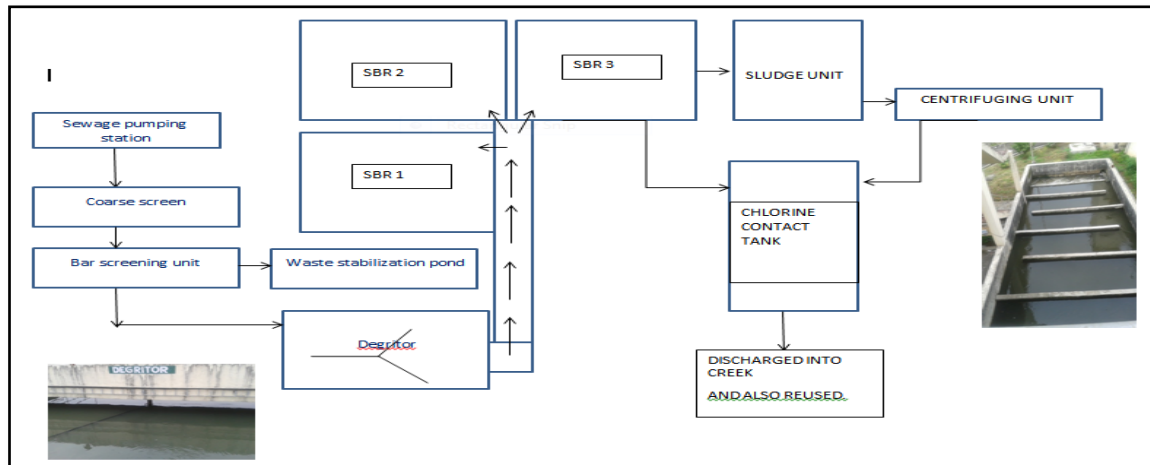 I
SBR 2
SBR 3
SLUDGE UNIT
CENTRIFUGING UNIT
Sewage pumping
station
SBR 1
Coarse screen
CHLORINE
CONTACT
TANK
Bar screening unit
Waste stabilization pond
Degritor
DISCHARGED INTO
CREEK
AND ALSO REUSED.
DEGRITOR